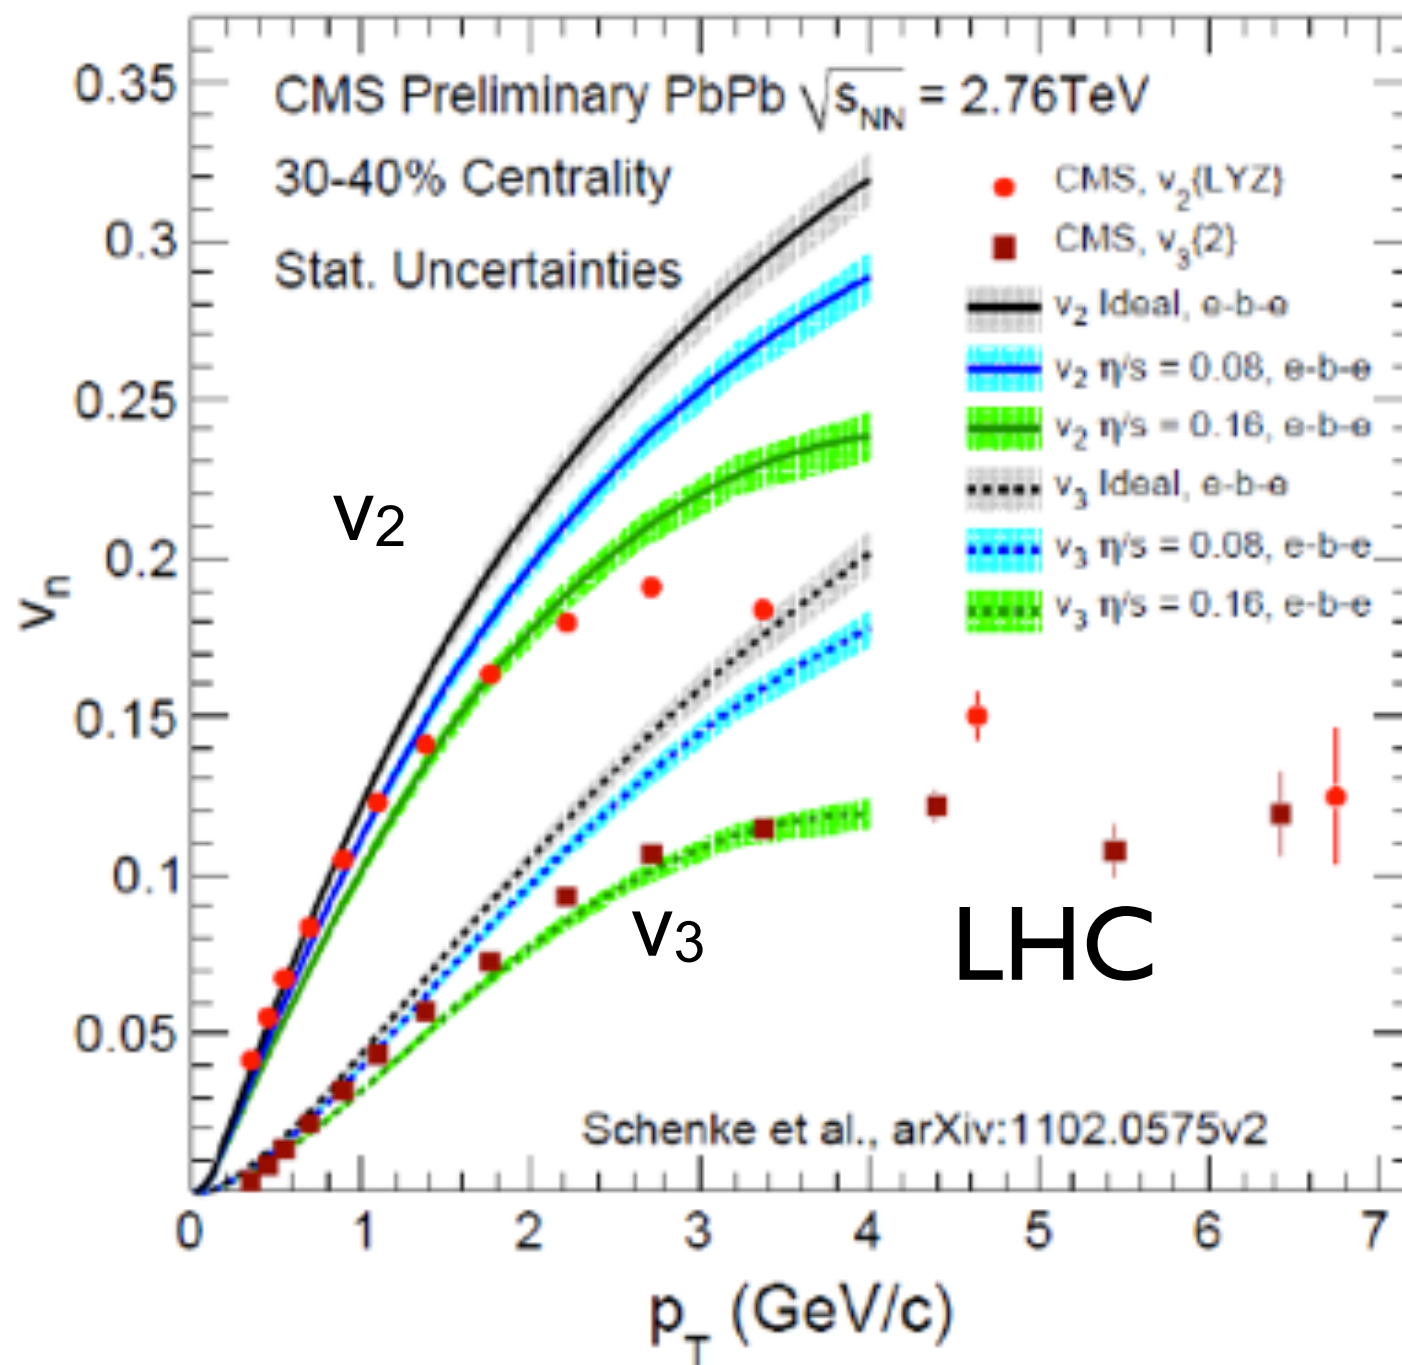 CMS Preliminary PbPb √sNN = 2.76TeV
30-40% Centrality
Stat. Uncertainties
CMS, v2{LYZ}
CMS, v3{2}
v2 Ideal, e-b-e
v2 η/s = 0.08, e-b-e
v2 η/s = 0.16, e-b-e
v3 Ideal, e-b-e
v3 η/s = 0.08, e-b-e
v3 η/s = 0.16, e-b-e
v2
v3
LHC
Schenke et al., arXiv:1102.0575v2
vn
0.35
0.3
0.25
0.2
0.15
0.1
0.05
0 1 2 3 4 5 6 7
pT (GeV/c)